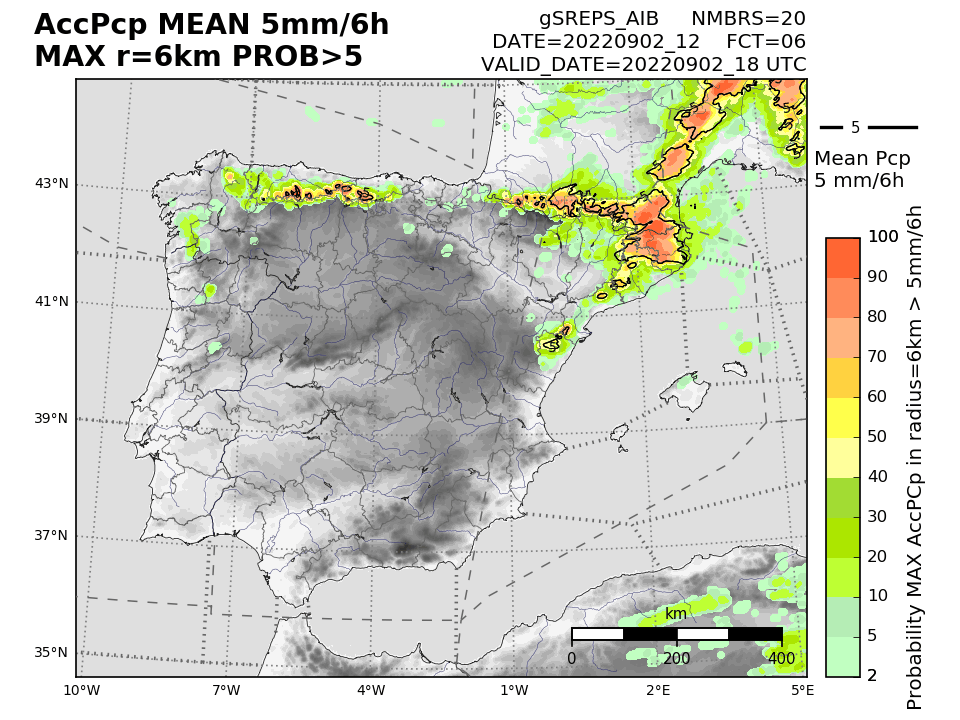 AccPcp MEAN 5mm/6h
MAX r=6km PROB>5
gSREPS_AIB NMBRS=20
DATE=20220902_12 FCT=06
VALID_DATE=20220902_18 UTC
5
Mean Pcp
5 mm/6h
43°N
41°N
39°N
37°N
35°N
10°W
7°W
4°W
1°W
2°E
5°E
km
0
200
400
100
90
80
70
60
50
40
30
20
10
5
2
Probability MAX AccPCp in radius=6km > 5mm/6h